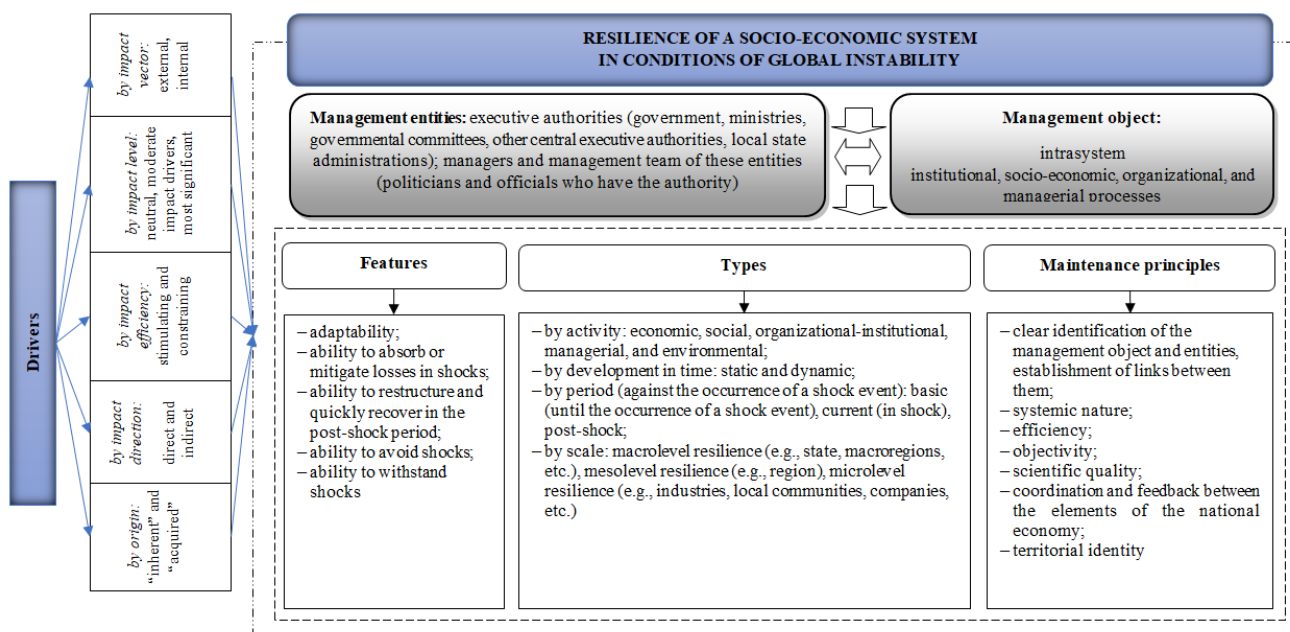 Drivers
by impact
vector:
external,
internal
by impact level:
neutral, moderate
impact drivers,
most significant
by impact
efficiency:
stimulating and
constraining
by impact
direction:
direct and
indirect
by origin:
“inherent” and
“acquired”
RESILIENCE OF A SOCIO-ECONOMIC SYSTEM
IN CONDITIONS OF GLOBAL INSTABILITY
Management entities: executive authorities (government, ministries,
governmental committees, other central executive authorities, local state
administrations); managers and management team of these entities
(politicians and officials who have the authority)
Management object:
intrasystem
institutional, socio-economic, organizational, and
managerial processes
Features
– adaptability;
– ability to absorb or
mitigate losses in shocks;
– ability to restructure and
quickly recover in the
post-shock period;
– ability to avoid shocks;
– ability to withstand
shocks
Types
– by activity: economic, social, organizational-institutional,
managerial, and environmental;
– by development in time: static and dynamic;
– by period (against the occurrence of a shock event): basic
(until the occurrence of a shock event), current (in shock),
post-shock;
– by scale: macrolevel resilience (e.g., state, macroregions,
etc.), mesolevel resilience (e.g., region), microlevel
resilience (e.g., industries, local communities, companies,
etc.)
Maintenance principles
– clear identification of the
management object and entities,
establishment of links between
them;
– systemic nature;
– efficiency;
– objectivity;
– scientific quality;
– coordination and feedback between
the elements of the national
economy;
– territorial identity